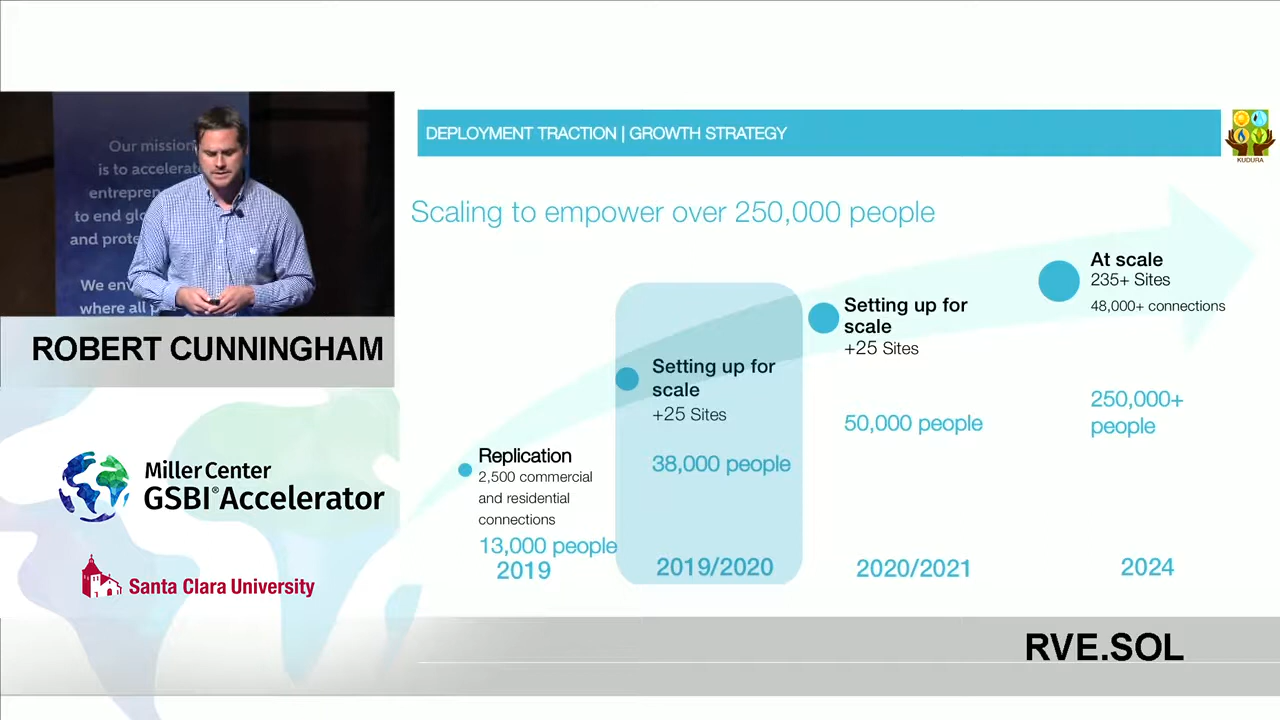 Our mission
is to accelerate
entrepren
to end glo
and prote
We env
where all p
ROBERT CUNNINGHAM
Miller Center
GSBI® Accelerator
Santa Clara University
DEPLOYMENT TRACTION | GROWTH STRATEGY
KUDURA
Scaling to empower over 250,000 people
Replication
2,500 commercial
and residential
connections
13,000 people
2019
Setting up for
scale
+25 Sites
38,000 people
2019/2020
Setting up for
scale
+25 Sites
50,000 people
2020/2021
At scale
235+ Sites
48,000+ connections
250,000+
people
2024
RVE.SOL